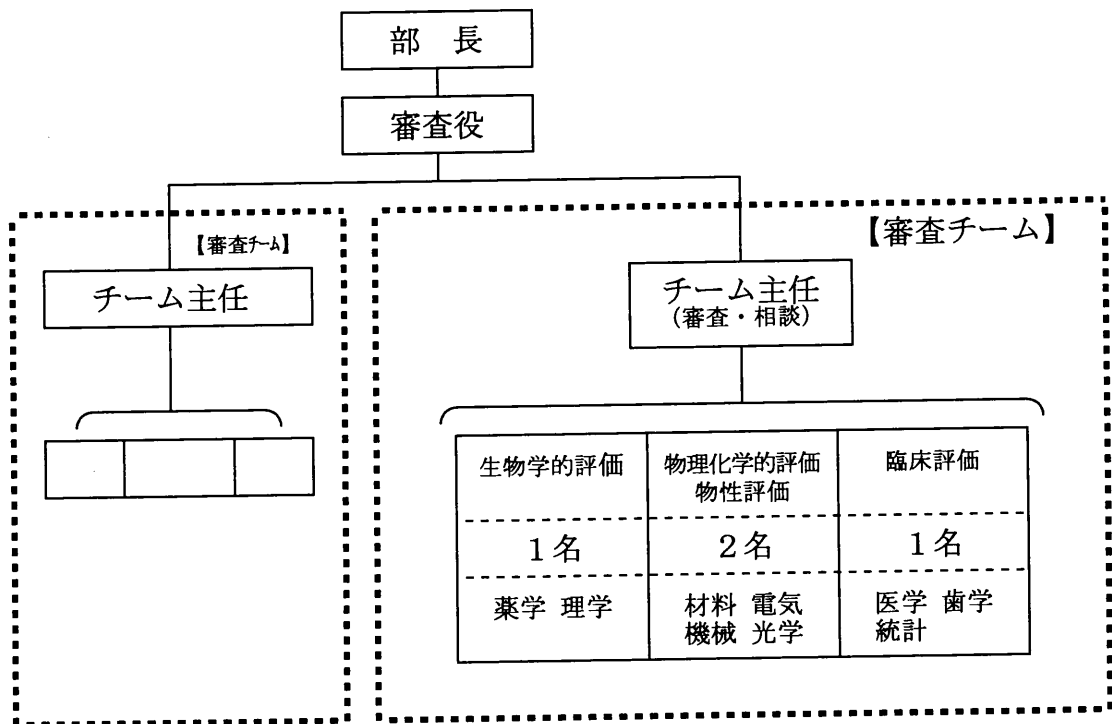 部 長
審査役
【審査チーム】
チーム主任
【審査チーム】
チーム主任
(審査・相談)
生物学的評価
物理化学的評価
物性評価
臨床評価
1名
2名
1名
薬学 理学
材料 電気
機械 光学
医学 歯学
統計